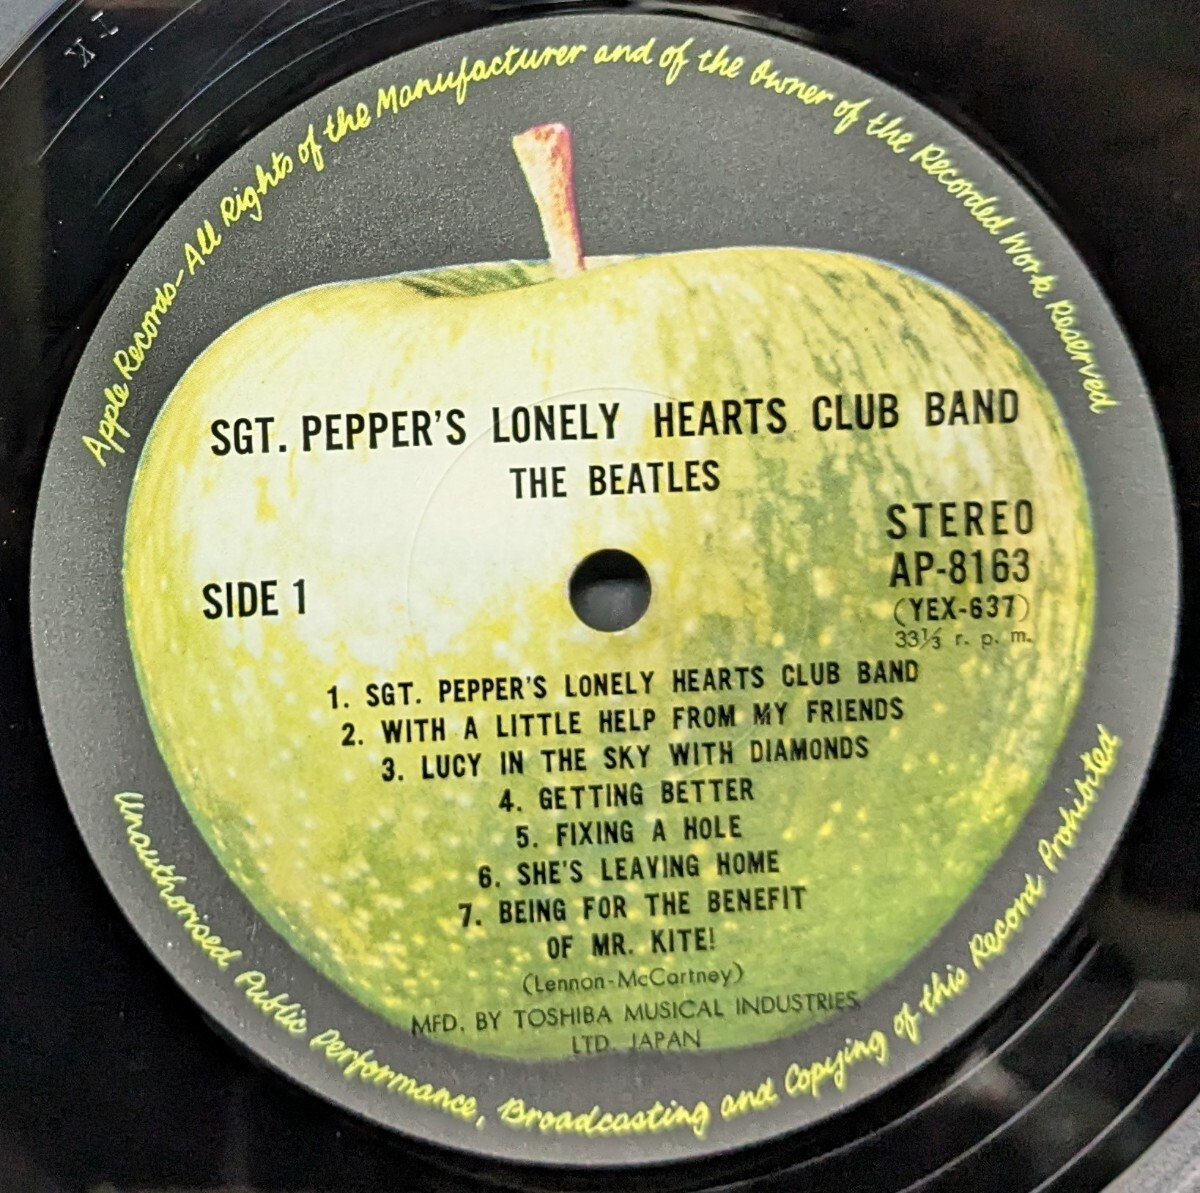 Apple Records-All Rights of the Manufacturer and of the Owner of the Recorded Work Reserved
SGT. PEPPER'S LONELY HEARTS CLUB BAND
THE BEATLES
STEREO
AP-8163
(YEX-637)
33⅓ r. p. m.
SIDE 1
1. SGT. PEPPER'S LONELY HEARTS CLUB BAND
2. WITH A LITTLE HELP FROM MY FRIENDS
3. LUCY IN THE SKY WITH DIAMONDS
4. GETTING BETTER
5. FIXING A HOLE
6. SHE'S LEAVING HOME
7. BEING FOR THE BENEFIT
OF MR. KITE!
(Lennon-McCartney)
MFD. BY TOSHIBA MUSICAL INDUSTRIES
LTD. JAPAN
Unauthorised Public Performance, Broadcasting and Copying of this Record Prohibited